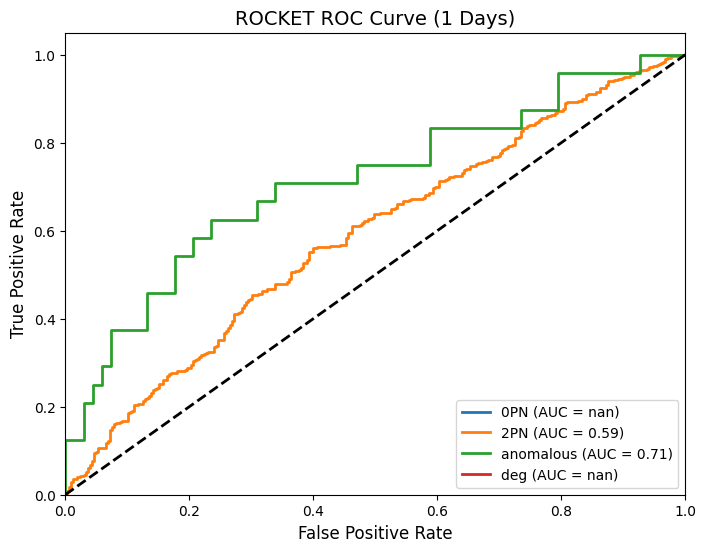 ROCKET ROC Curve (1 Days)
True Positive Rate
1.0
0.8
0.6
0.4
0.2
0.0
0PN (AUC = nan)
2PN (AUC = 0.59)
anomalous (AUC = 0.71)
deg (AUC = nan)
0.0 0.2 0.4 0.6 0.8 1.0
False Positive Rate